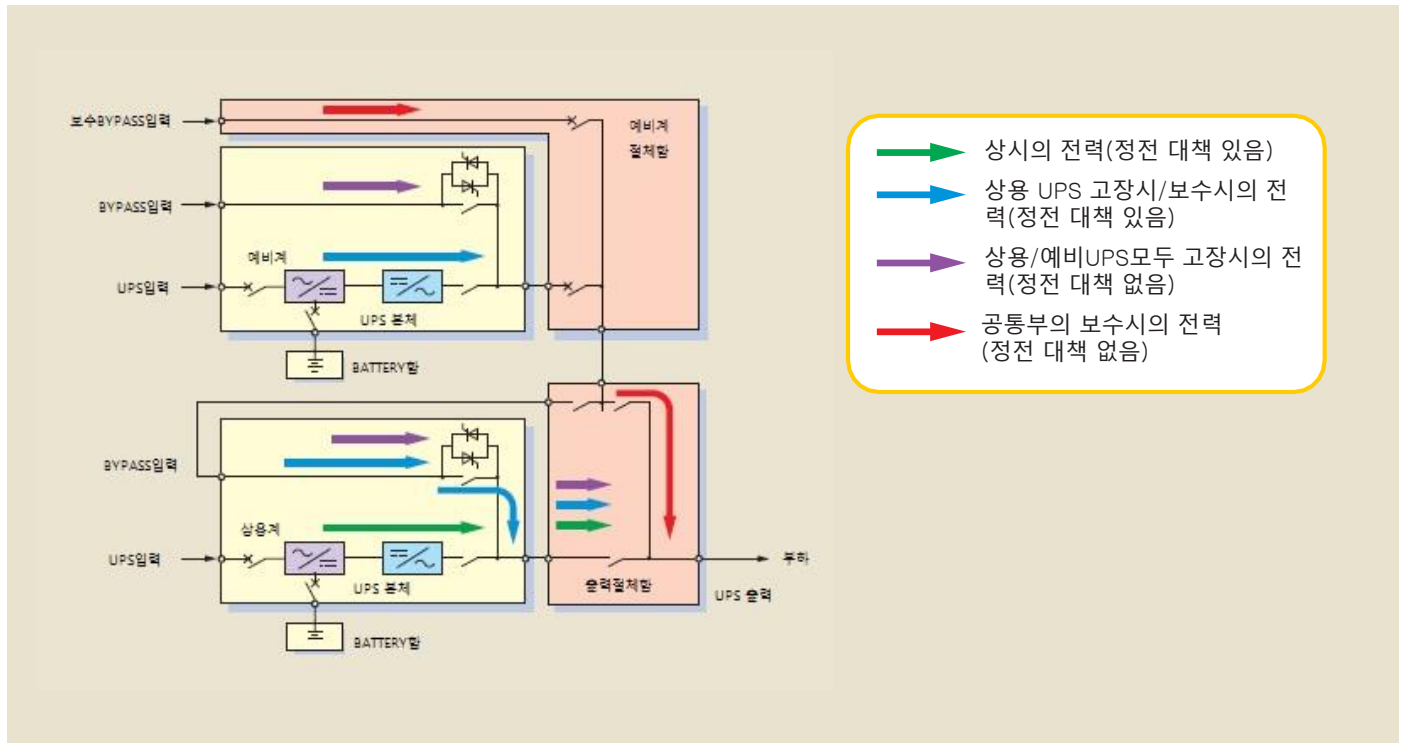 보수BYPASS입력
예비계
절체함
BYPASS입력
예비계
UPS입력
UPS 본체
BATTERY함
BYPASS입력
상용계
UPS입력
UPS 본체
출력절체함
부하
UPS 출력
BATTERY함
상시의 전력(정전 대책 있음)
상용 UPS 고장시/보수시의 전
력(정전 대책 있음)
상용/예비UPS모두 고장시의 전
력(정전 대책 없음)
공통부의 보수시의 전력
(정전 대책 없음)